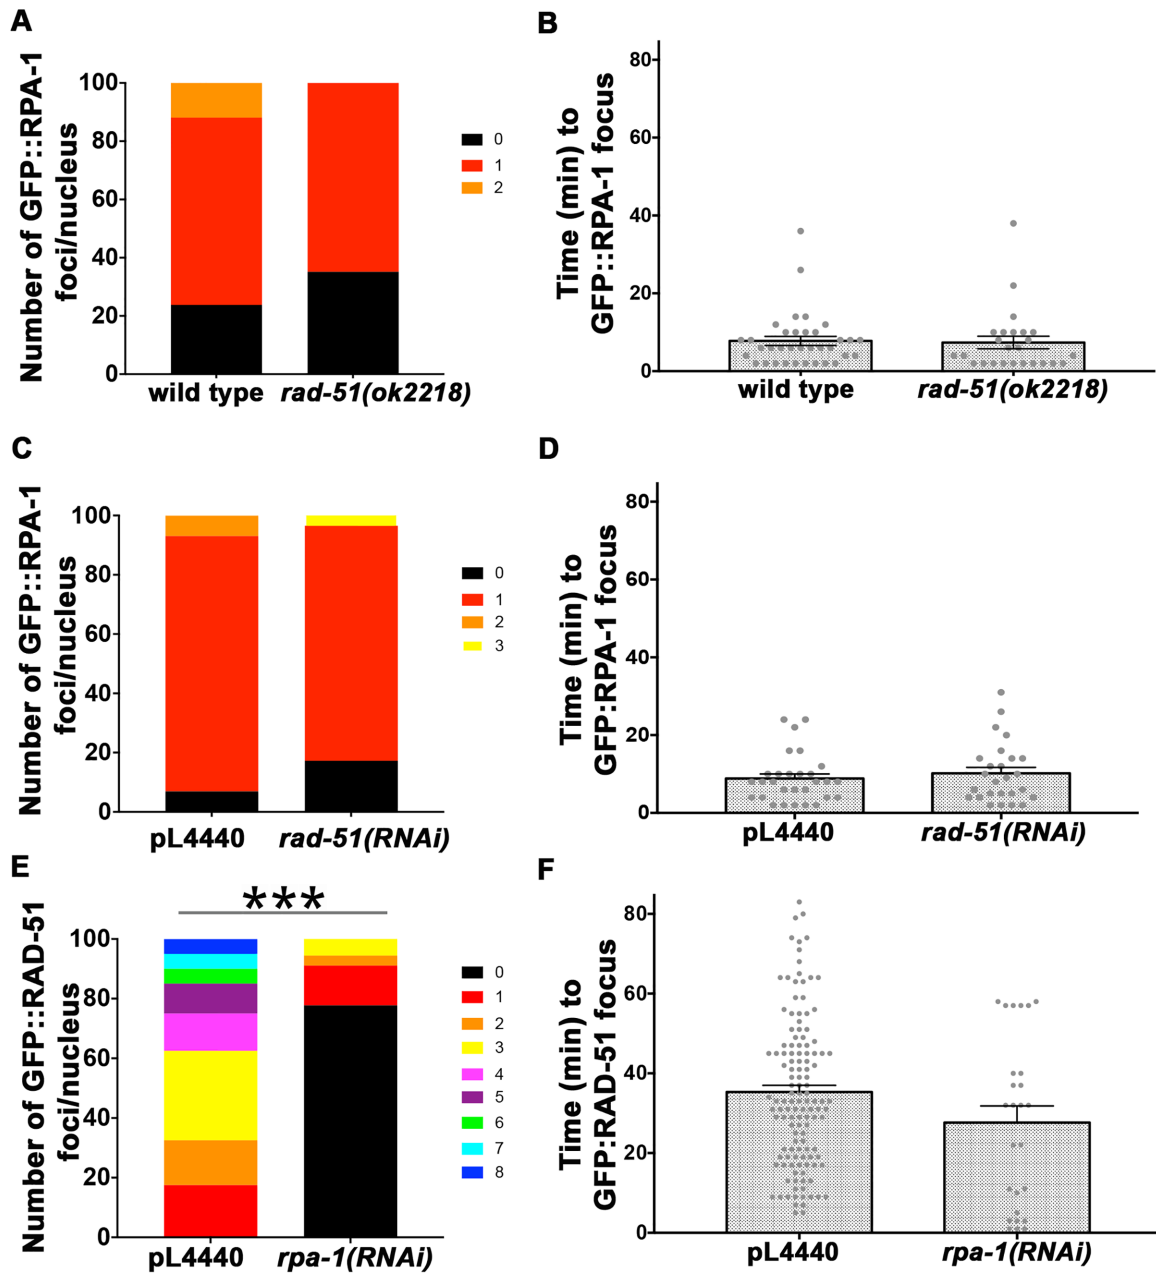 A
Number of GFP::RPA-1
foci/nucleus
100
80
60
40
20
0
wild type
rad-51(ok2218)
0
1
2
B
Time (min) to
GFP::RPA-1 focus
80
60
40
20
0
wild type
rad-51(ok2218)
C
Number of GFP::RPA-1
foci/nucleus
100
80
60
40
20
0
pL4440
rad-51(RNAi)
0
1
2
3
D
Time (min) to
GFP:RPA-1 focus
80
60
40
20
0
pL4440
rad-51(RNAi)
E
Number of GFP::RAD-51
foci/nucleus
***
100
80
60
40
20
0
pL4440
rpa-1(RNAi)
0
1
2
3
4
5
6
7
8
F
Time (min) to
GFP:RAD-51 focus
80
60
40
20
0
pL4440
rpa-1(RNAi)